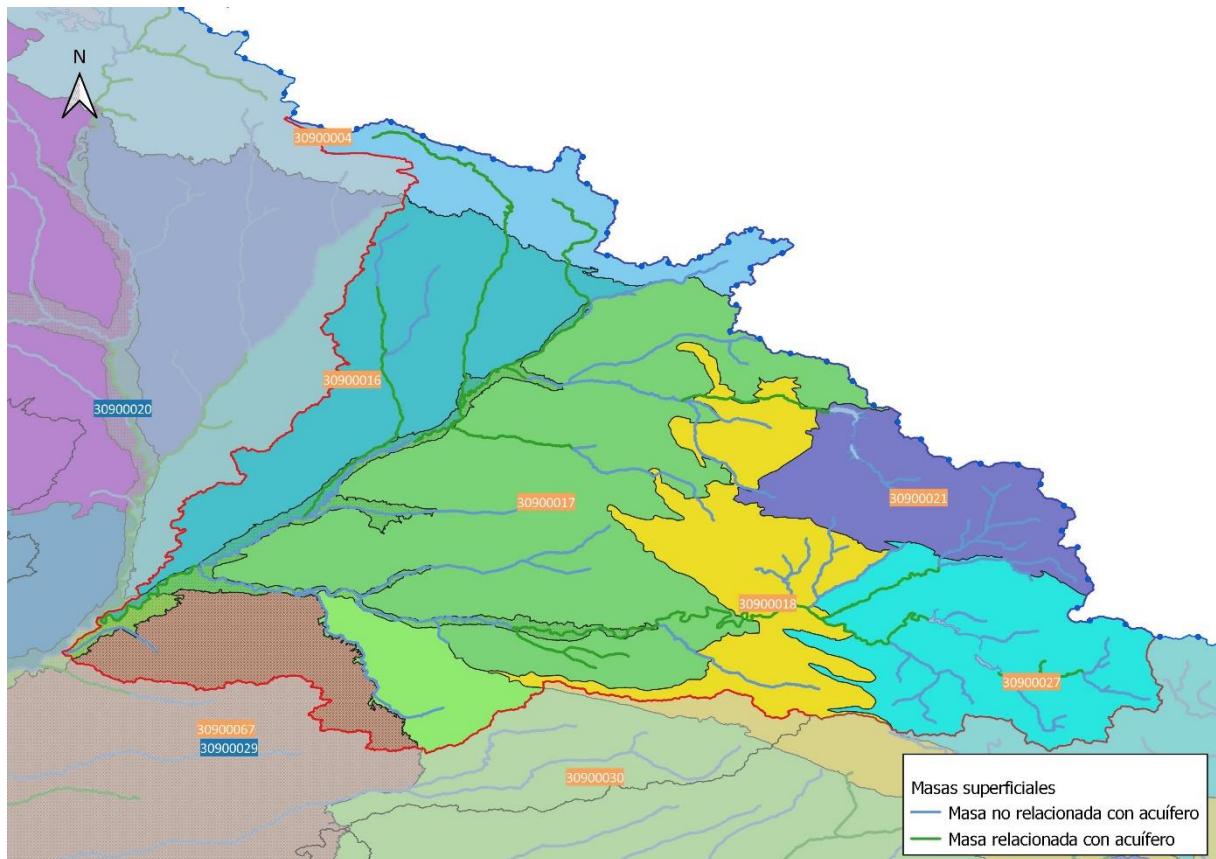 N
30900004
30900016
30900020
30900017
30900021
30900018
30900027
30900067
30900029
30900030
Masas superficiales
Masa no relacionada con acuífero
Masa relacionada con acuífero